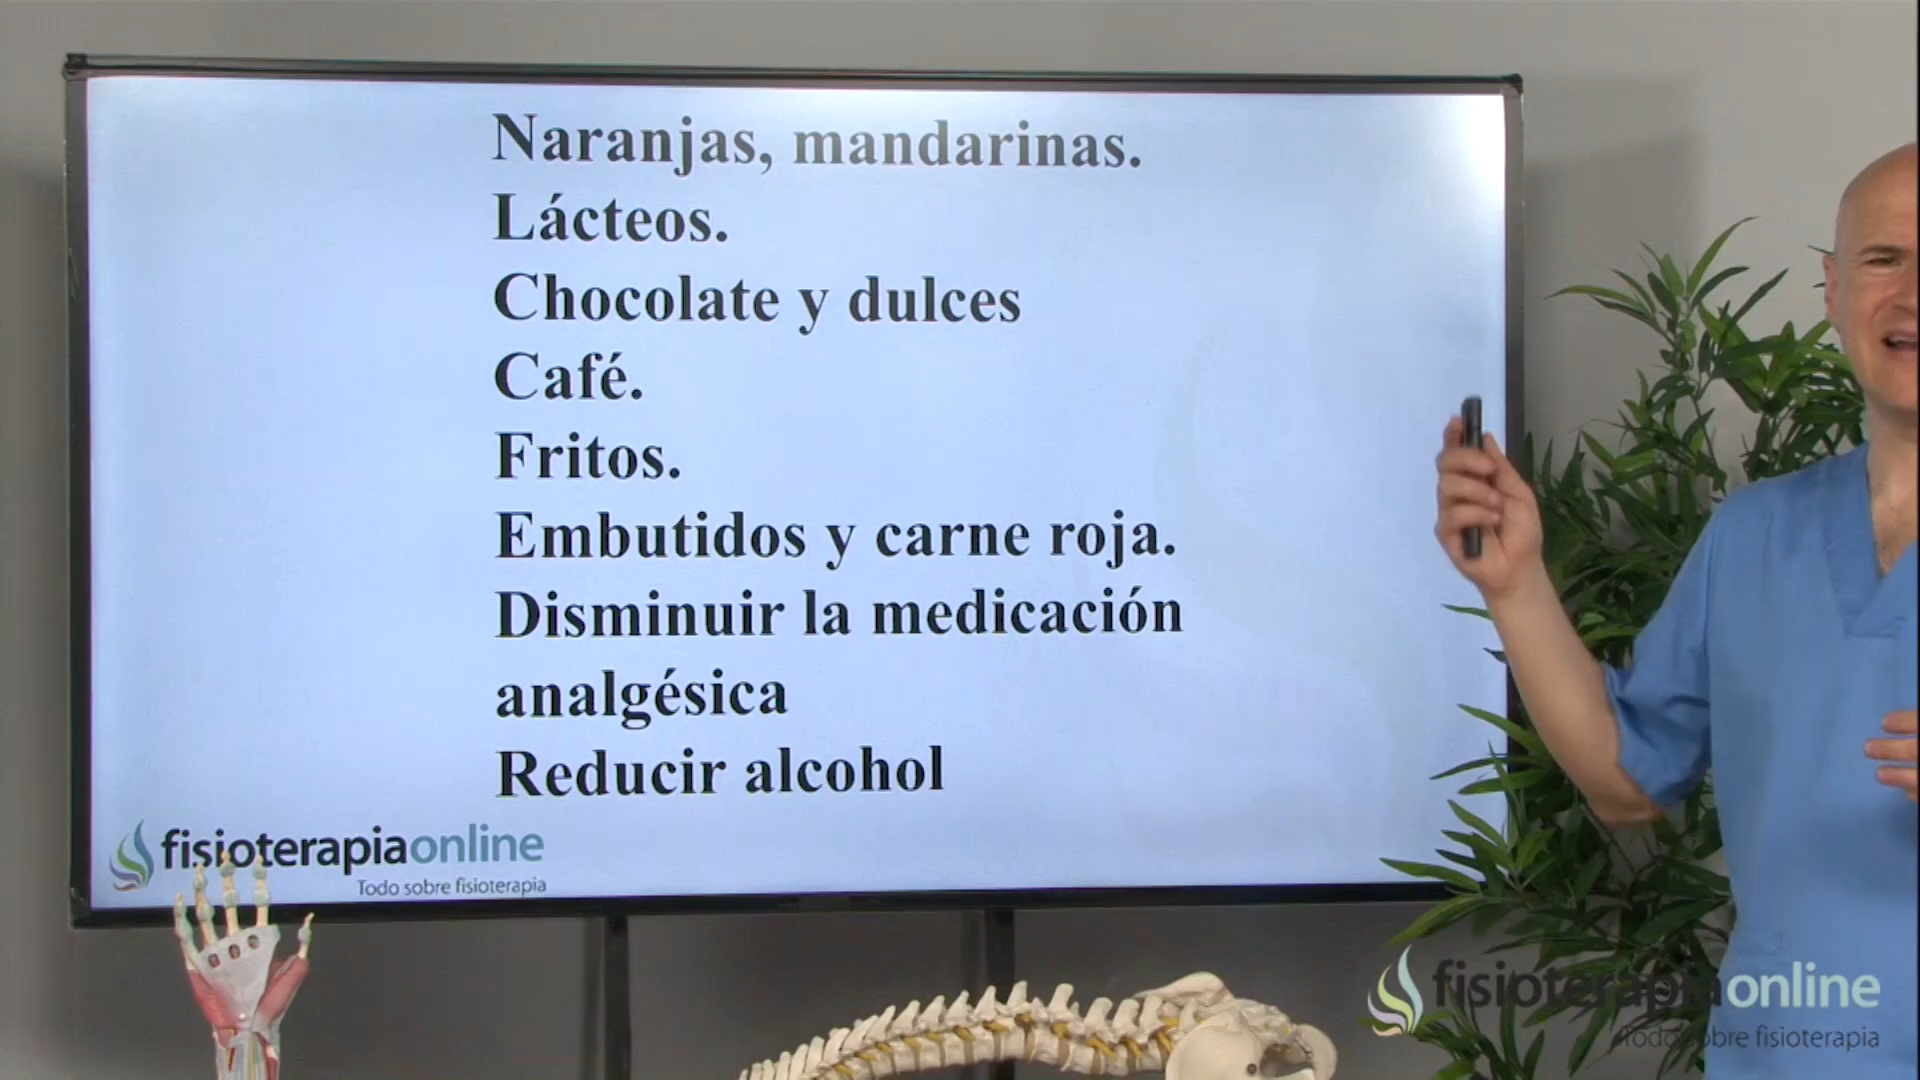 Naranjas, mandarinas.
Lácteos.
Chocolate y dulces
Café.
Fritos.
Embutidos y carne roja.
Disminuir la medicación
analgésica
Reducir alcohol
fisioterapiaonline
Todo sobre fisioterapia
fisioterapiaonline
Todo sobre fisioterapia